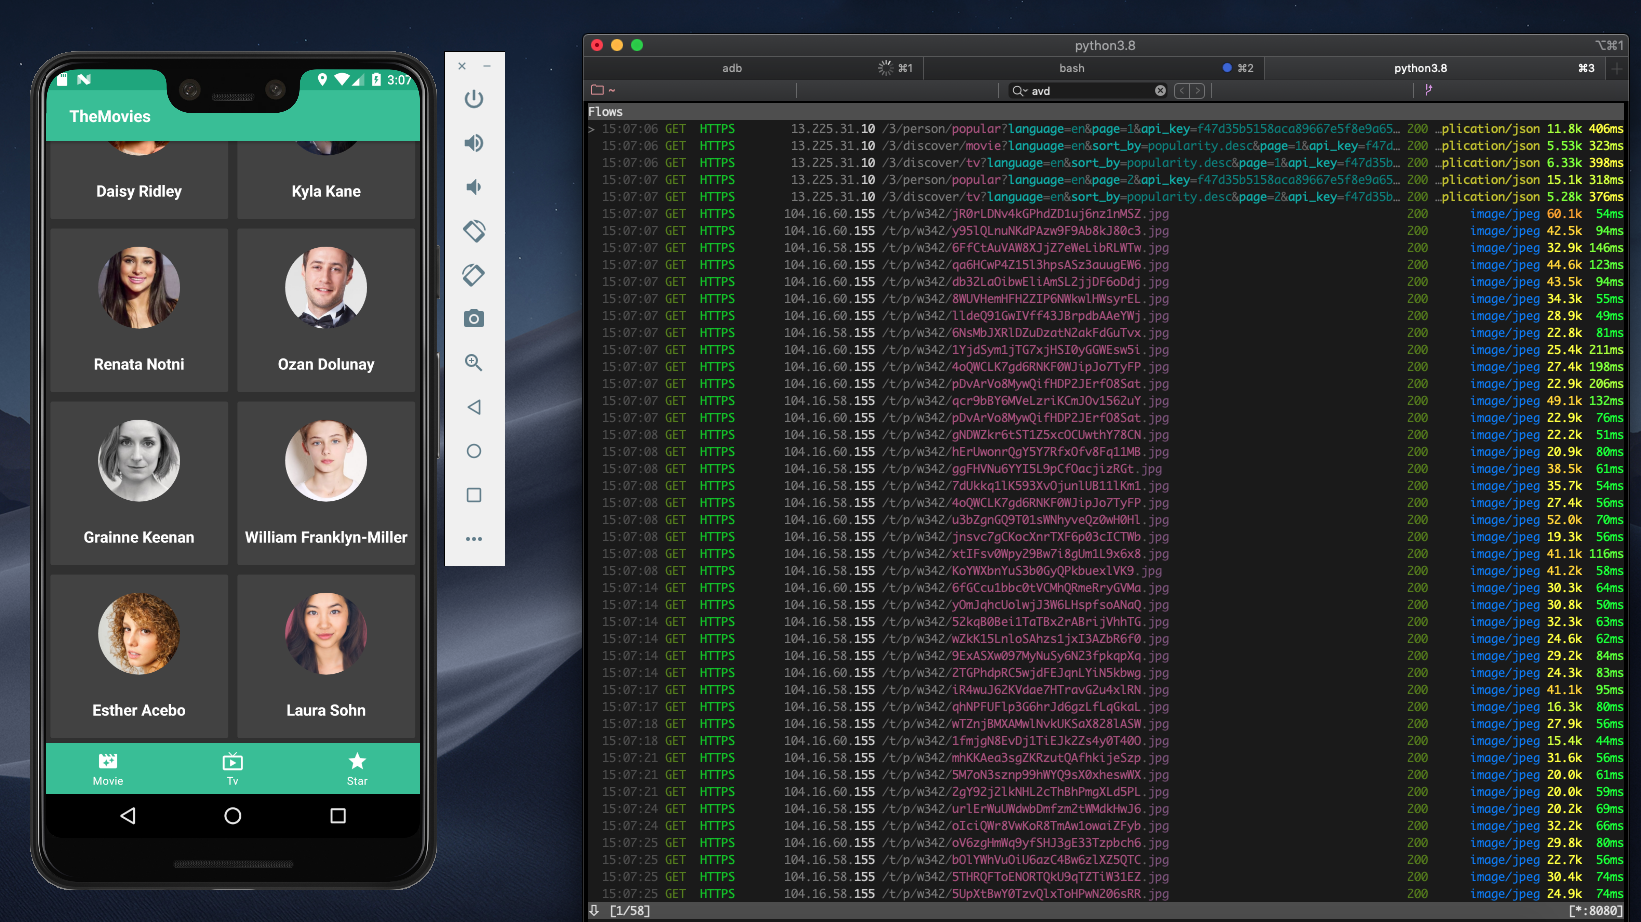 3:07
TheMovies
Daisy Ridley
Kyla Kane
Renata Notni
Ozan Dolunay
Grainne Keenan
William Franklyn-Miller
Esther Acebo
Laura Sohn
Movie
Tv
Star
python3.8
⌥⌘1
adb ⌘1
bash ⌘2
python3.8 ⌘3
~
avd
Flows
> 15:07:06 GET HTTPS 13.225.31.10 /3/person/popular?language=en&page=1&api_key=f47d35b5158aca89667e5f8e9a65… 200 …plication/json 11.8k 406ms
15:07:06 GET HTTPS 13.225.31.10 /3/discover/movie?language=en&sort_by=popularity.desc&page=1&api_key=f47d… 200 …plication/json 5.53k 323ms
15:07:06 GET HTTPS 13.225.31.10 /3/discover/tv?language=en&sort_by=popularity.desc&page=1&api_key=f47d35b… 200 …plication/json 6.33k 398ms
15:07:07 GET HTTPS 13.225.31.10 /3/person/popular?language=en&page=2&api_key=f47d35b5158aca89667e5f8e9a65… 200 …plication/json 15.1k 318ms
15:07:07 GET HTTPS 13.225.31.10 /3/discover/tv?language=en&sort_by=popularity.desc&page=2&api_key=f47d35b… 200 …plication/json 5.28k 376ms
15:07:07 GET HTTPS 104.16.60.155 /t/p/w342/jR0rLDNv4kGPhdZD1uj6nz1nMSZ.jpg 200 image/jpeg 60.1k 54ms
15:07:07 GET HTTPS 104.16.60.155 /t/p/w342/y95lQLnuNKdPAzw9F9Ab8kJ80c3.jpg 200 image/jpeg 42.5k 94ms
15:07:07 GET HTTPS 104.16.58.155 /t/p/w342/6FfCtAuVAW8XJjZ7eWeLibRLWTw.jpg 200 image/jpeg 32.9k 146ms
15:07:07 GET HTTPS 104.16.60.155 /t/p/w342/qa6HCwP4Z15l3hpsASz3auugEW6.jpg 200 image/jpeg 44.6k 123ms
15:07:07 GET HTTPS 104.16.60.155 /t/p/w342/db32LaOibwEliAmSL2jjDF6oDdj.jpg 200 image/jpeg 43.5k 94ms
15:07:07 GET HTTPS 104.16.58.155 /t/p/w342/8WUVHemHFH2ZIP6NWkwlHWsyrEL.jpg 200 image/jpeg 34.3k 55ms
15:07:07 GET HTTPS 104.16.60.155 /t/p/w342/lldeQ91GwIVff43JBrpdbAAeYWj.jpg 200 image/jpeg 28.9k 49ms
15:07:07 GET HTTPS 104.16.58.155 /t/p/w342/6NsMbJXRlDZuDzatN2akFdGuTvx.jpg 200 image/jpeg 22.8k 81ms
15:07:07 GET HTTPS 104.16.60.155 /t/p/w342/1YjdSym1jTG7xjHSI0yGGWEsw5i.jpg 200 image/jpeg 25.4k 211ms
15:07:07 GET HTTPS 104.16.60.155 /t/p/w342/4oQWCLK7gd6RNKF0WJipJo7TyFP.jpg 200 image/jpeg 27.4k 198ms
15:07:07 GET HTTPS 104.16.60.155 /t/p/w342/pDvArVo8MywQifHDP2JErfO8Sat.jpg 200 image/jpeg 22.9k 206ms
15:07:07 GET HTTPS 104.16.58.155 /t/p/w342/qcr9bBY6MVeLzriKCmJOv1562uY.jpg 200 image/jpeg 49.1k 132ms
15:07:07 GET HTTPS 104.16.60.155 /t/p/w342/pDvArVo8MywQifHDP2JErfO8Sat.jpg 200 image/jpeg 22.9k 76ms
15:07:08 GET HTTPS 104.16.58.155 /t/p/w342/gNDWZkr6tST1Z5xcOCUwthY78CN.jpg 200 image/jpeg 22.2k 51ms
15:07:08 GET HTTPS 104.16.60.155 /t/p/w342/hErUwonrQgY5Y7RfxOfv8Fq11MB.jpg 200 image/jpeg 20.9k 80ms
15:07:08 GET HTTPS 104.16.58.155 /t/p/w342/ggFHVNu6YYI5L9pCfOacjizRGt.jpg 200 image/jpeg 38.5k 61ms
15:07:08 GET HTTPS 104.16.58.155 /t/p/w342/7dUkkq1lK593XvOjunlUB11lKm1.jpg 200 image/jpeg 35.7k 54ms
15:07:08 GET HTTPS 104.16.60.155 /t/p/w342/4oQWCLK7gd6RNKF0WJipJo7TyFP.jpg 200 image/jpeg 27.4k 56ms
15:07:08 GET HTTPS 104.16.60.155 /t/p/w342/u3bZgnGQ9T01sWNhyveQz0wH0Hl.jpg 200 image/jpeg 52.0k 70ms
15:07:08 GET HTTPS 104.16.58.155 /t/p/w342/jnsvc7gCKocXnrTXF6p03cICTWb.jpg 200 image/jpeg 19.3k 56ms
15:07:08 GET HTTPS 104.16.60.155 /t/p/w342/xtIFsv0Wpy29Bw7i8gUm1L9x6x8.jpg 200 image/jpeg 41.1k 116ms
15:07:08 GET HTTPS 104.16.58.155 /t/p/w342/KoYWXbnYuS3b0GyQPkbuexlVK9.jpg 200 image/jpeg 41.2k 58ms
15:07:14 GET HTTPS 104.16.60.155 /t/p/w342/6fGCcu1bbc0tVCMhQRmeRryGVMa.jpg 200 image/jpeg 30.3k 64ms
15:07:14 GET HTTPS 104.16.58.155 /t/p/w342/yOmJqhcUolwjJ3W6LHspfsoANaQ.jpg 200 image/jpeg 30.8k 50ms
15:07:14 GET HTTPS 104.16.58.155 /t/p/w342/52kqB0Bei1TaTBx2rABrijVhhTG.jpg 200 image/jpeg 32.3k 63ms
15:07:14 GET HTTPS 104.16.58.155 /t/p/w342/wZkK15LnloSAhzs1jxI3AZbR6f0.jpg 200 image/jpeg 24.6k 62ms
15:07:14 GET HTTPS 104.16.58.155 /t/p/w342/9ExASXw097MyNuSy6N23fpkqpXq.jpg 200 image/jpeg 29.2k 84ms
15:07:14 GET HTTPS 104.16.58.155 /t/p/w342/2TGPhdpRC5wjdFEJqnLYiN5kbwg.jpg 200 image/jpeg 24.3k 83ms
15:07:17 GET HTTPS 104.16.58.155 /t/p/w342/iR4wuJ62KVdae7HTravG2u4xlRN.jpg 200 image/jpeg 41.1k 95ms
15:07:17 GET HTTPS 104.16.60.155 /t/p/w342/qhNPFUFlp3G6hrJd6gzLfLqGkaL.jpg 200 image/jpeg 16.3k 80ms
15:07:18 GET HTTPS 104.16.58.155 /t/p/w342/wTZnjBMXAMwlNvkUKSaX828lASW.jpg 200 image/jpeg 27.9k 56ms
15:07:18 GET HTTPS 104.16.60.155 /t/p/w342/1fmjgN8EvDj1TiEJk2Zs4y0T40O.jpg 200 image/jpeg 15.4k 44ms
15:07:21 GET HTTPS 104.16.58.155 /t/p/w342/mhKKAea3sgZKRzutQAfhkijeSzp.jpg 200 image/jpeg 31.6k 56ms
15:07:21 GET HTTPS 104.16.58.155 /t/p/w342/5M7oN3sznp99hWYQ9sX0xheswWX.jpg 200 image/jpeg 20.0k 61ms
15:07:21 GET HTTPS 104.16.60.155 /t/p/w342/2gY92j2lkNHL2cThBhPmgXLd5PL.jpg 200 image/jpeg 20.0k 59ms
15:07:24 GET HTTPS 104.16.58.155 /t/p/w342/urlErWuUWdwbDmfzm2tWMdkHwJ6.jpg 200 image/jpeg 20.2k 69ms
15:07:24 GET HTTPS 104.16.58.155 /t/p/w342/oIciQWr8VwKoR8TmAw1owaiZFyb.jpg 200 image/jpeg 32.2k 66ms
15:07:25 GET HTTPS 104.16.60.155 /t/p/w342/oV6zgHmWq9yfSHJ3gE33Tzpbch6.jpg 200 image/jpeg 29.8k 80ms
15:07:25 GET HTTPS 104.16.58.155 /t/p/w342/bOlYWhVuOiU6azC4Bw6zlXZ5QTC.jpg 200 image/jpeg 22.7k 56ms
15:07:25 GET HTTPS 104.16.58.155 /t/p/w342/5THRQFToENORTQkU9qTZTiW31EZ.jpg 200 image/jpeg 30.4k 74ms
15:07:25 GET HTTPS 104.16.58.155 /t/p/w342/5UpXtBwY0TzvQlxToHPwN206sRR.jpg 200 image/jpeg 24.9k 74ms
⇩ [1/58] [*:8080]